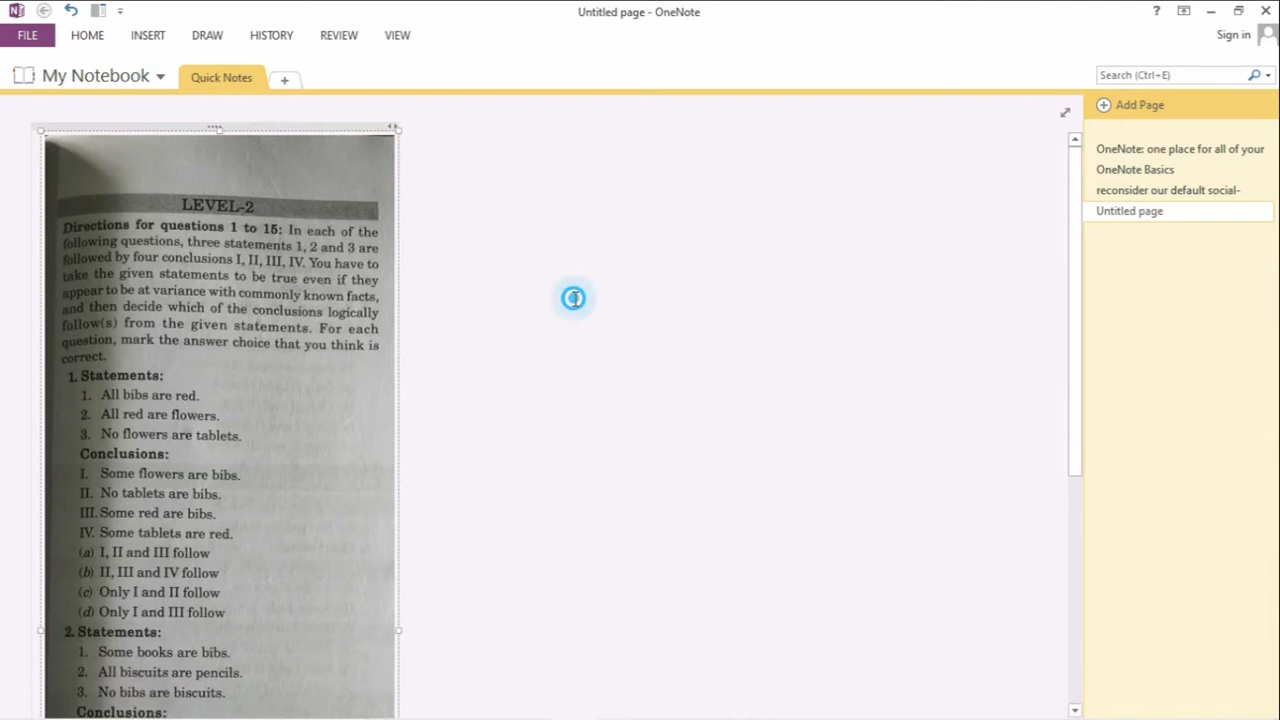 Untitled page - OneNote
?
FILE
HOME
INSERT
DRAW
HISTORY
REVIEW
VIEW
Sign in
My Notebook
Quick Notes
Search (Ctrl+E)
Add Page
OneNote: one place for all of your
OneNote Basics
reconsider our default social-
Untitled page
LEVEL-2
Directions for questions 1 to 15: In each of the
following questions, three statements 1, 2 and 3 are
followed by four conclusions I, II, III, IV. You have to
take the given statements to be true even if they
appear to be at variance with commonly known facts,
and then decide which of the conclusions logically
follow(s) from the given statements. For each
question, mark the answer choice that you think is
correct.
1. Statements:
1. All bibs are red.
2. All red are flowers.
3. No flowers are tablets.
Conclusions:
I. Some flowers are bibs.
II. No tablets are bibs.
III. Some red are bibs.
IV. Some tablets are red.
(a) I, II and III follow
(b) II, III and IV follow
(c) Only I and II follow
(d) Only I and III follow
2. Statements:
1. Some books are bibs.
2. All biscuits are pencils.
3. No bibs are biscuits.
Conclusions: